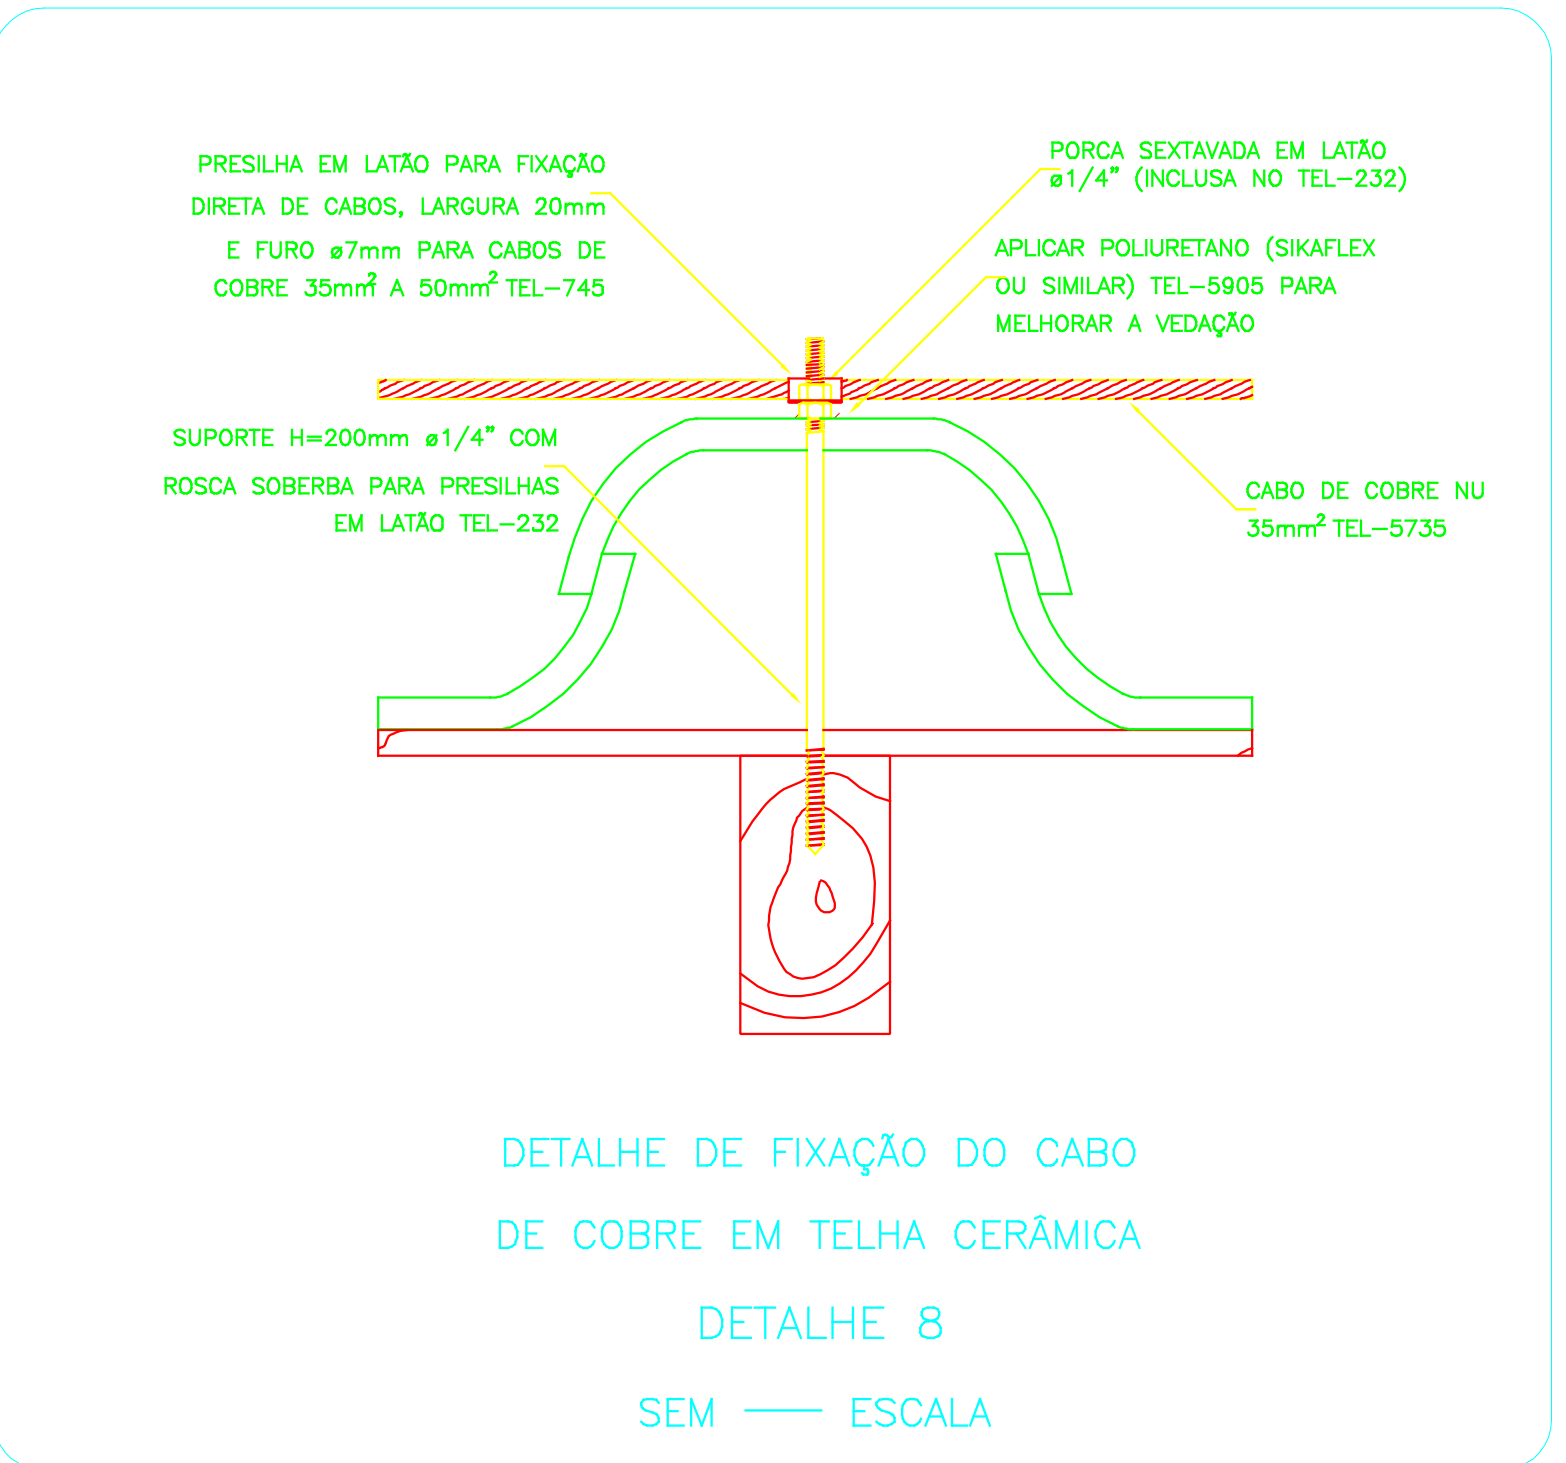 PRESILHA EM LATÃO PARA FIXAÇÃO
DIRETA DE CABOS, LARGURA 20mm
E FURO ø7mm PARA CABOS DE
COBRE 35mm² A 50mm² TEL-745
PORCA SEXTAVADA EM LATÃO
ø1/4" (INCLUSA NO TEL-232)
APLICAR POLIURETANO (SIKAFLEX
OU SIMILAR) TEL-5905 PARA
MELHORAR A VEDAÇÃO
SUPORTE H=200mm ø1/4" COM
ROSCA SOBERBA PARA PRESILHAS
EM LATÃO TEL-232
CABO DE COBRE NU
35mm² TEL-5735
DETALHE DE FIXAÇÃO DO CABO
DE COBRE EM TELHA CERÂMICA
DETALHE 8
SEM — ESCALA